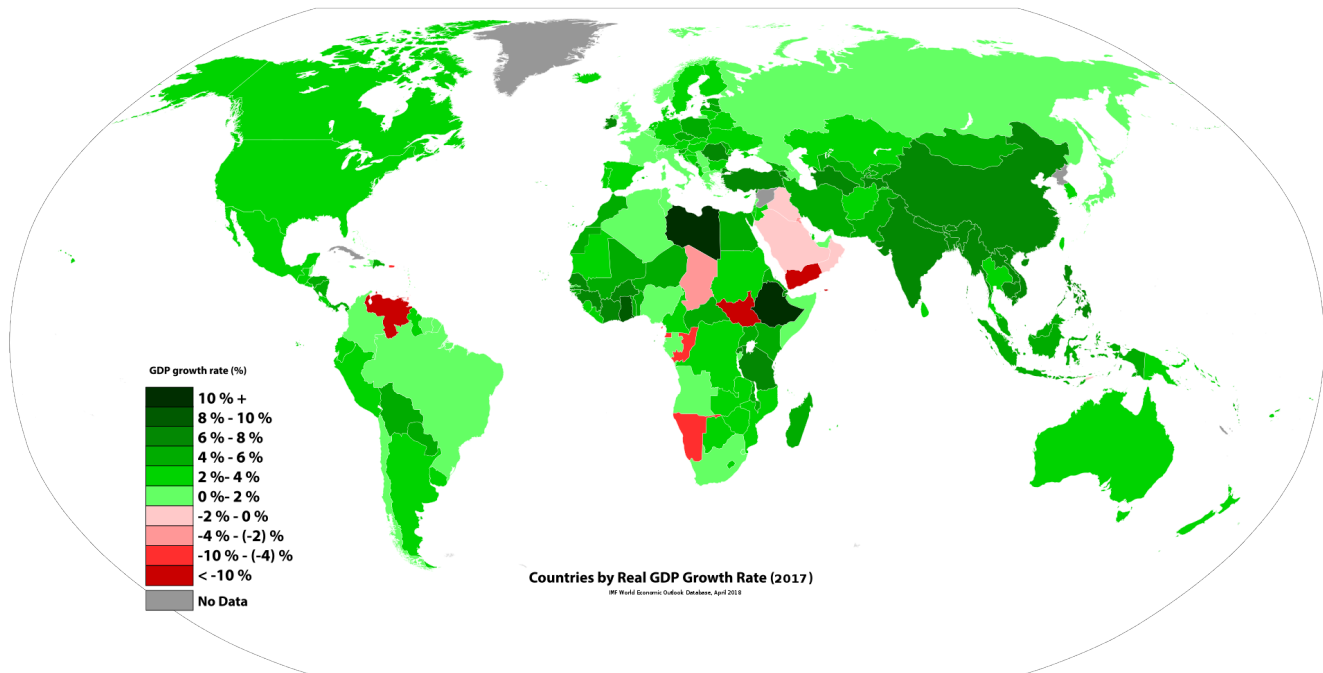 GDP growth rate (%)
10 % +
8 % - 10 %
6 % - 8 %
4 % - 6 %
2 %- 4 %
0 %- 2 %
-2 % - 0 %
-4 % - (-2) %
-10 % - (-4) %
< -10 %
No Data
Countries by Real GDP Growth Rate (2017)
IMF World Economic Outlook Database, April 2018